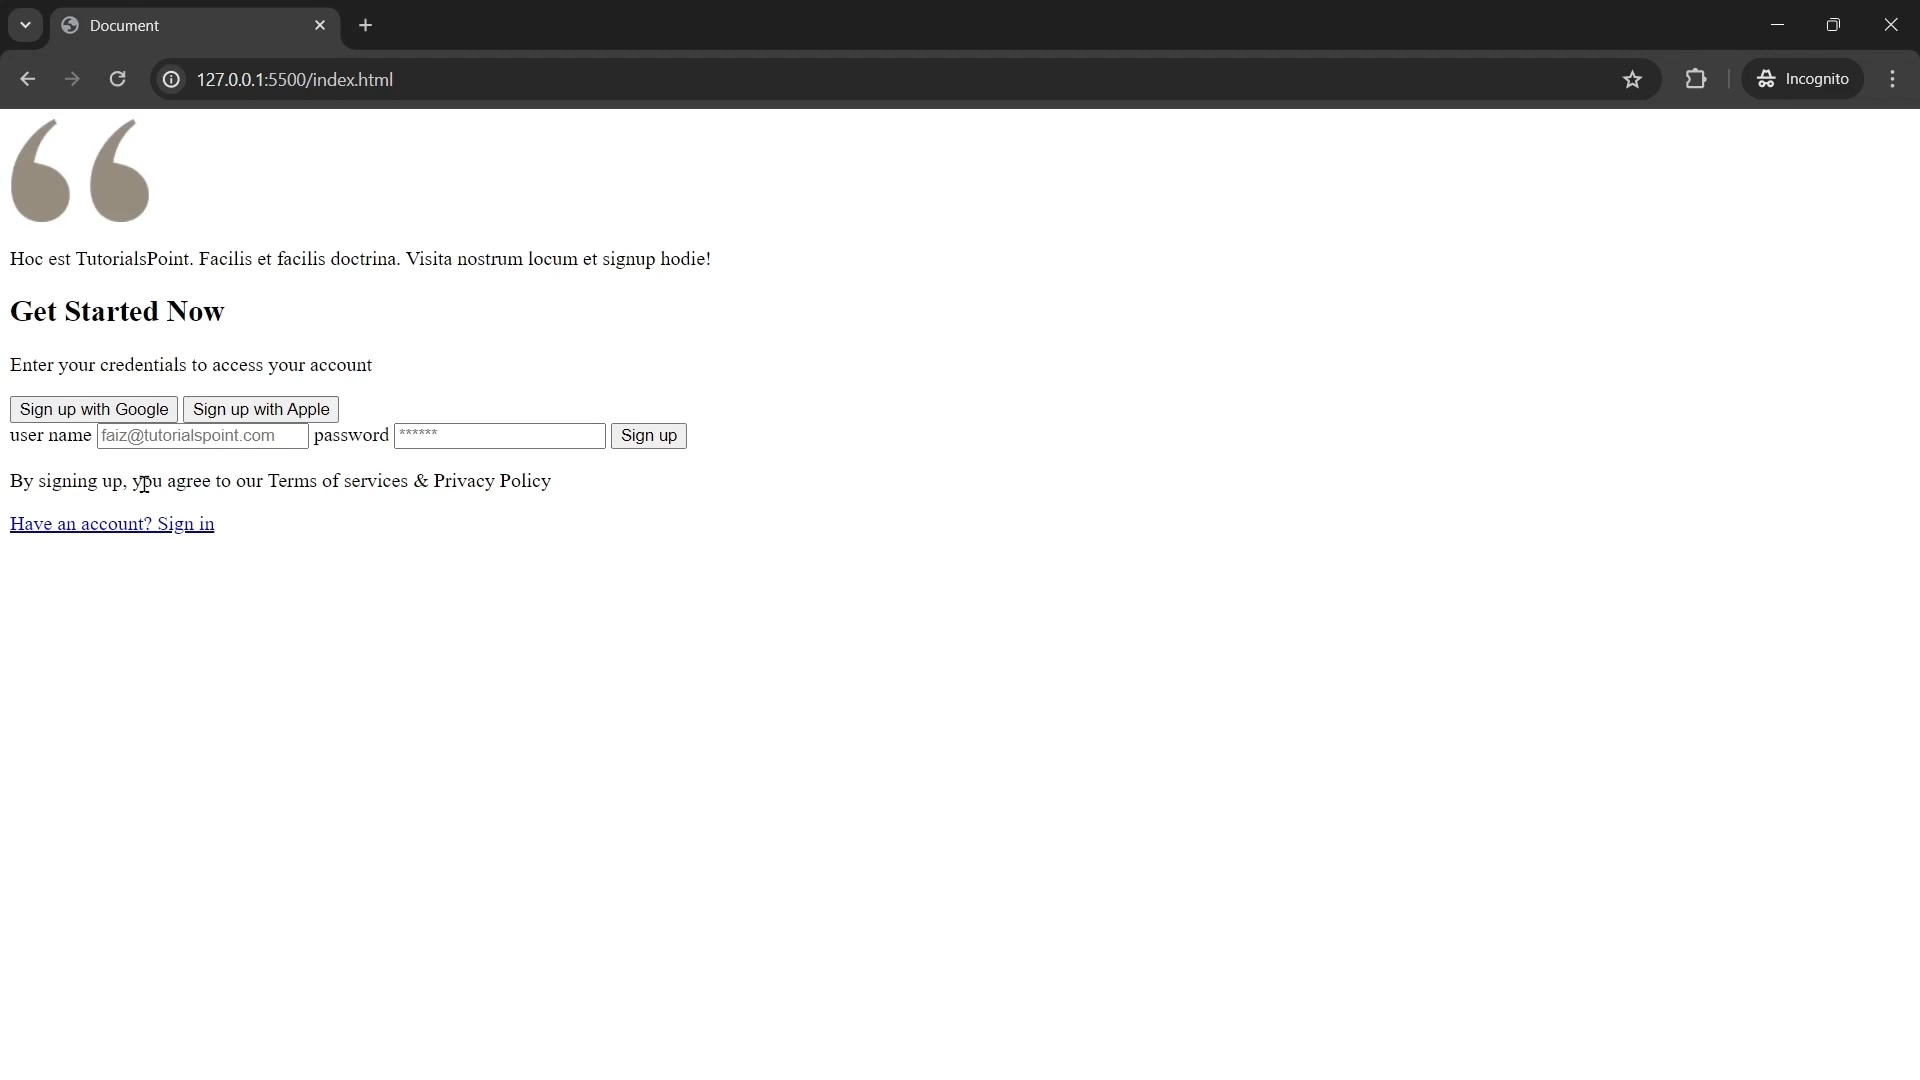 Document
127.0.0.1:5500/index.html
Incognito
“
Hoc est TutorialsPoint. Facilis et facilis doctrina. Visita nostrum locum et signup hodie!
Get Started Now
Enter your credentials to access your account
Sign up with Google Sign up with Apple
user name faiz@tutorialspoint.com password ****** Sign up
By signing up, you agree to our Terms of services & Privacy Policy
Have an account? Sign in